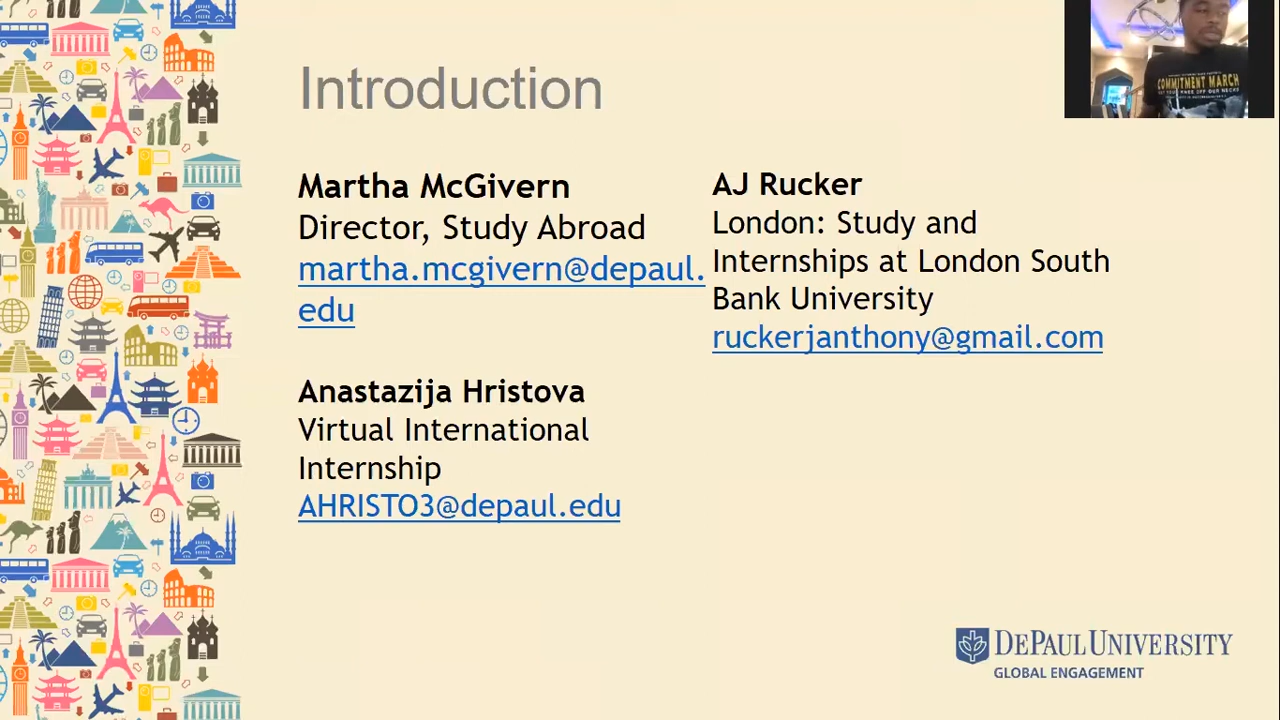 Introduction
Martha McGivern
Director, Study Abroad
martha.mcgivern@depaul.
edu
Anastazija Hristova
Virtual International
Internship
AHRISTO3@depaul.edu
AJ Rucker
London: Study and
Internships at London South
Bank University
ruckerjanthony@gmail.com
COMMITMENT MARCH
DEPAUL UNIVERSITY
GLOBAL ENGAGEMENT